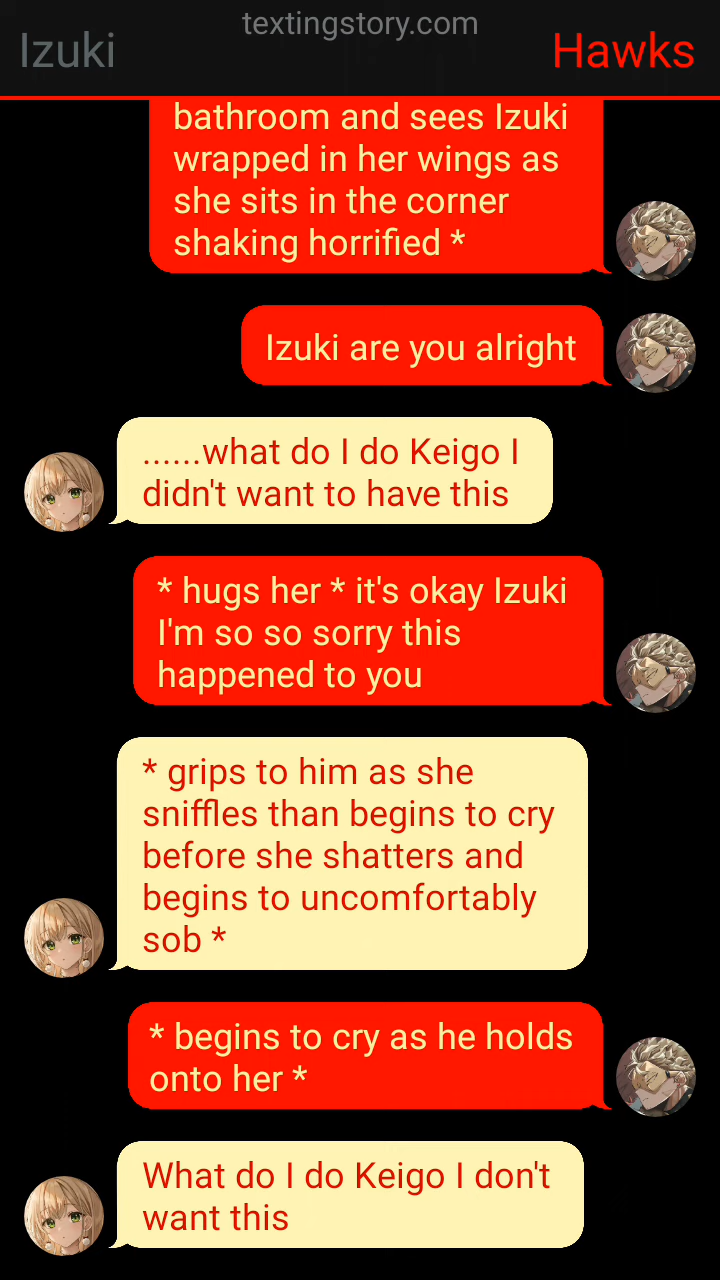 textingstory.com
Izuki
Hawks
bathroom and sees Izuki
wrapped in her wings as
she sits in the corner
shaking horrified *
Izuki are you alright
......what do I do Keigo I
didn't want to have this
* hugs her * it's okay Izuki
I'm so so sorry this
happened to you
* grips to him as she
sniffles than begins to cry
before she shatters and
begins to uncomfortably
sob *
* begins to cry as he holds
onto her *
What do I do Keigo I don't
want this